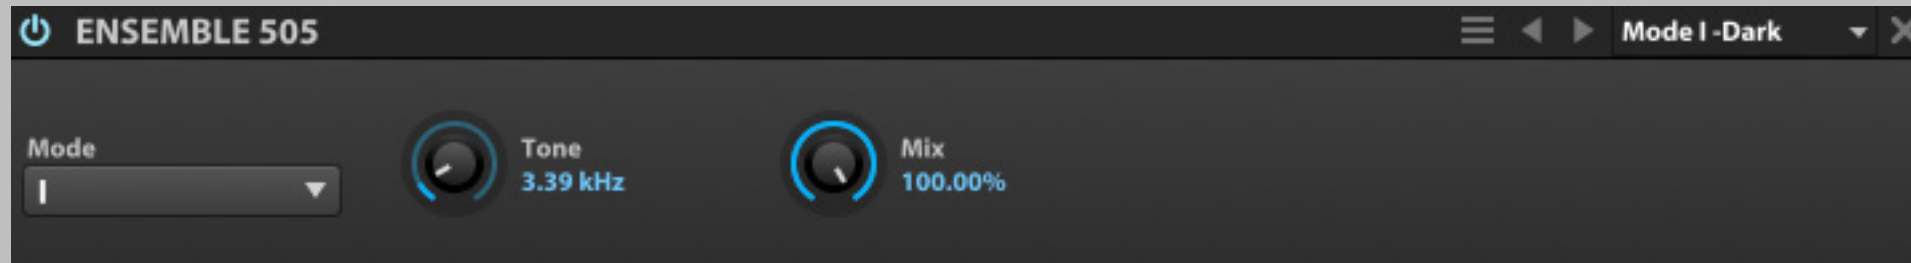 ENSEMBLE 505
Mode I -Dark
Mode
I
Tone
3.39 kHz
Mix
100.00%